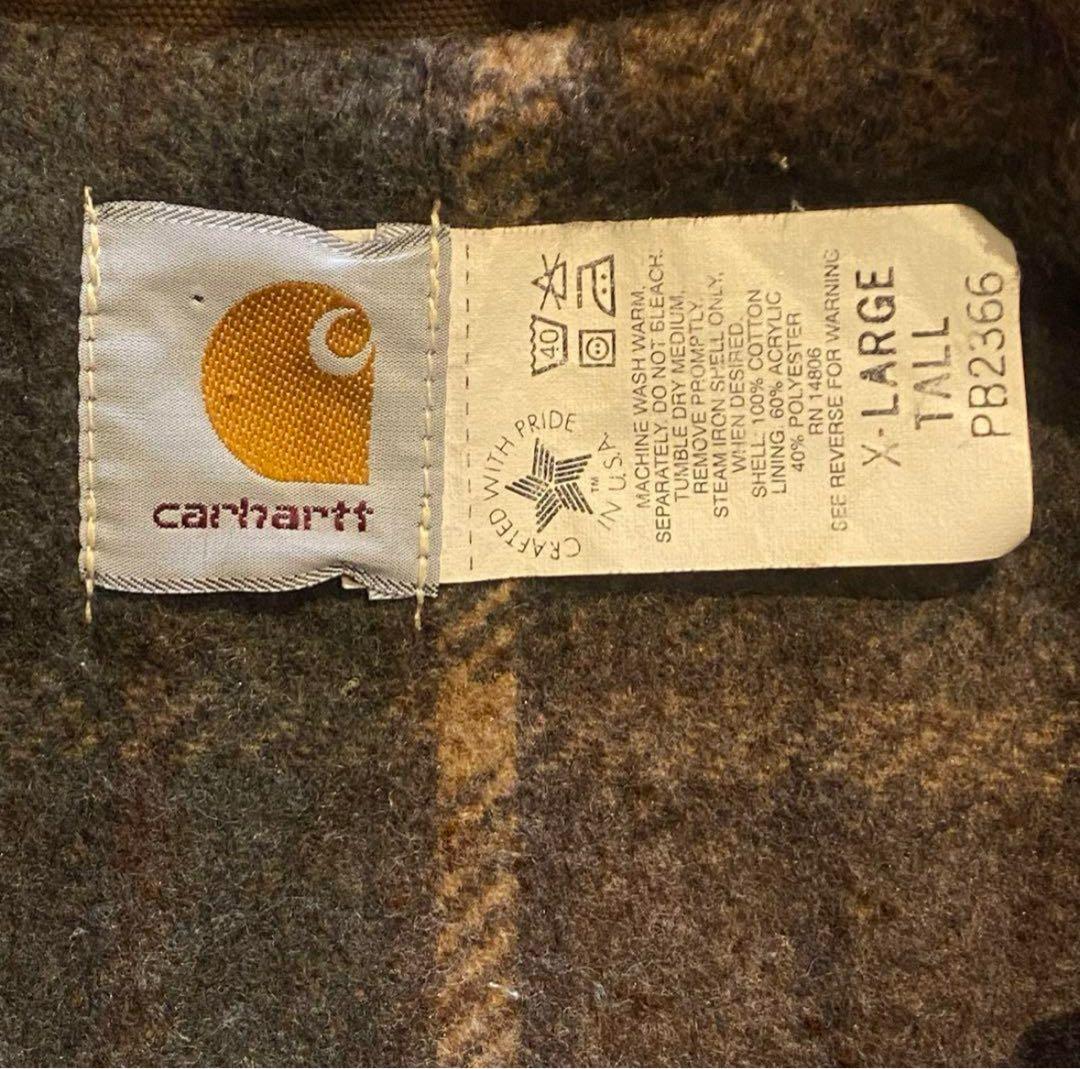 carhartt
CRAFTED WITH PRIDE
IN U.S.A.
TM
40
MACHINE WASH WARM,
SEPARATELY. DO NOT BLEACH.
TUMBLE DRY MEDIUM,
REMOVE PROMPTLY.
STEAM IRON SHELL ONLY,
WHEN DESIRED.
SHELL: 100% COTTON
LINING: 60% ACRYLIC
40% POLYESTER
RN 14806
SEE REVERSE FOR WARNING
X-LARGE
TALL
PB2366